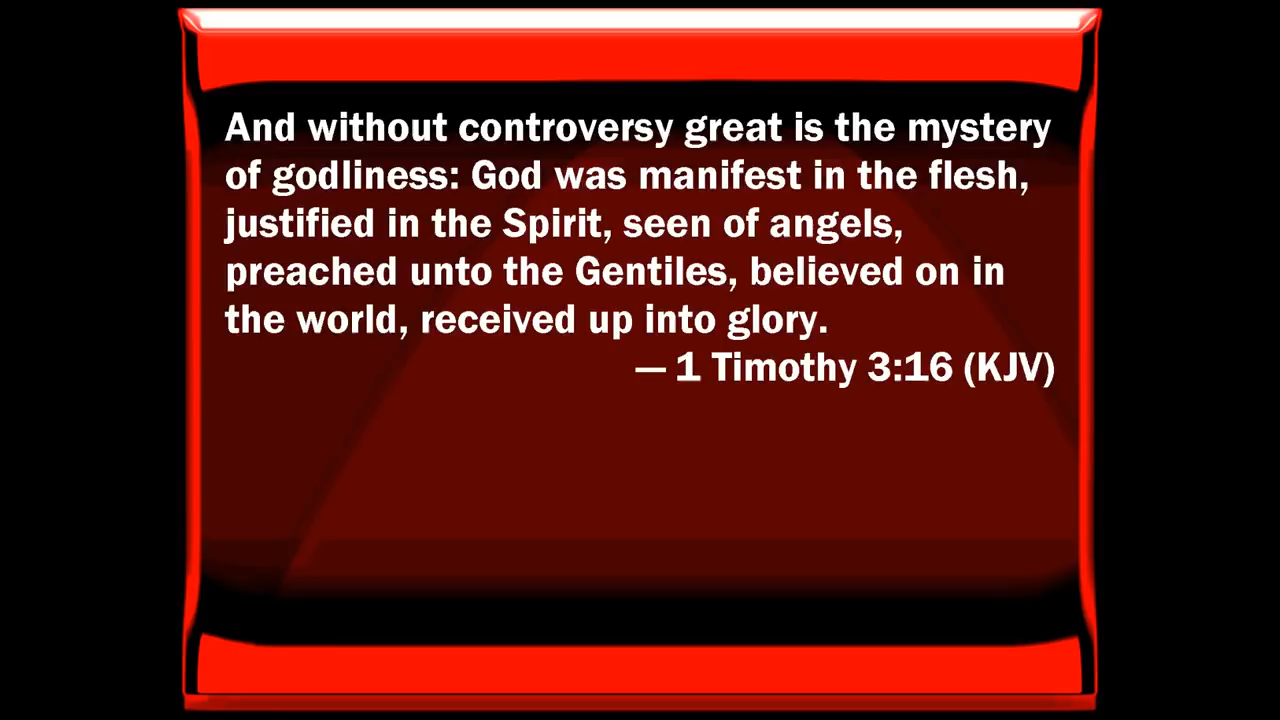 And without controversy great is the mystery
of godliness: God was manifest in the flesh,
justified in the Spirit, seen of angels,
preached unto the Gentiles, believed on in
the world, received up into glory.
— 1 Timothy 3:16 (KJV)